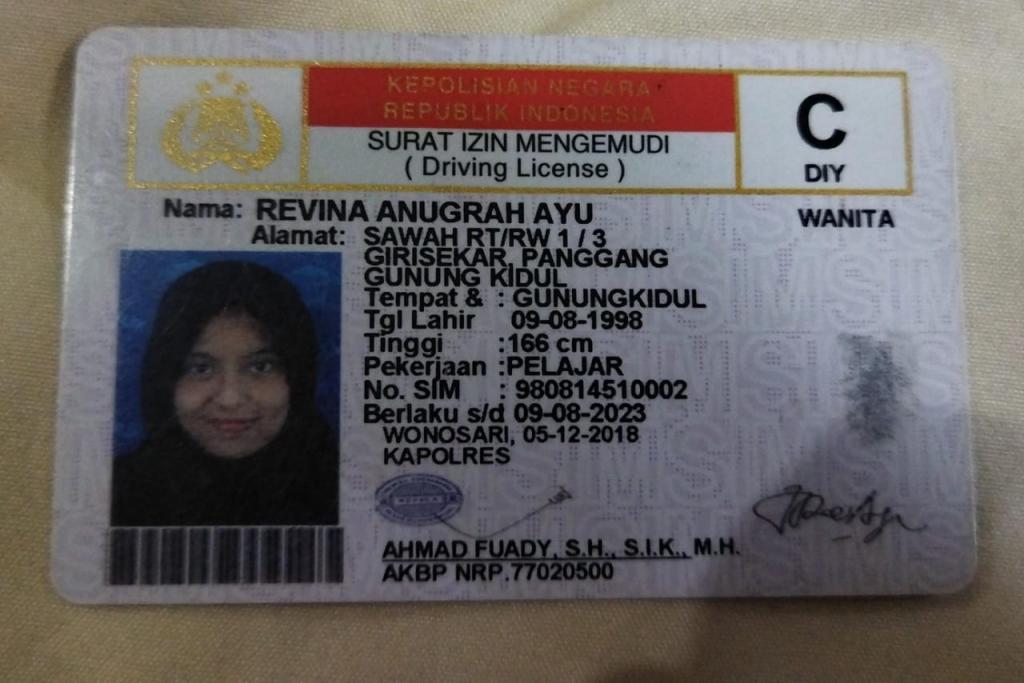 KEPOLISIAN NEGARA
REPUBLIK INDONESIA
SURAT IZIN MENGEMUDI
( Driving License )
C
DIY
Nama: REVINA ANUGRAH AYU
WANITA
Alamat: SAWAH RT/RW 1 / 3
GIRISEKAR, PANGGANG
GUNUNG KIDUL
Tempat & : GUNUNGKIDUL
Tgl Lahir 09-08-1998
Tinggi :166 cm
Pekerjaan :PELAJAR
No. SIM : 980814510002
Berlaku s/d 09-08-2023
WONOSARI, 05-12-2018
KAPOLRES
AHMAD FUADY, S.H., S.I.K., M.H.
AKBP NRP.77020500